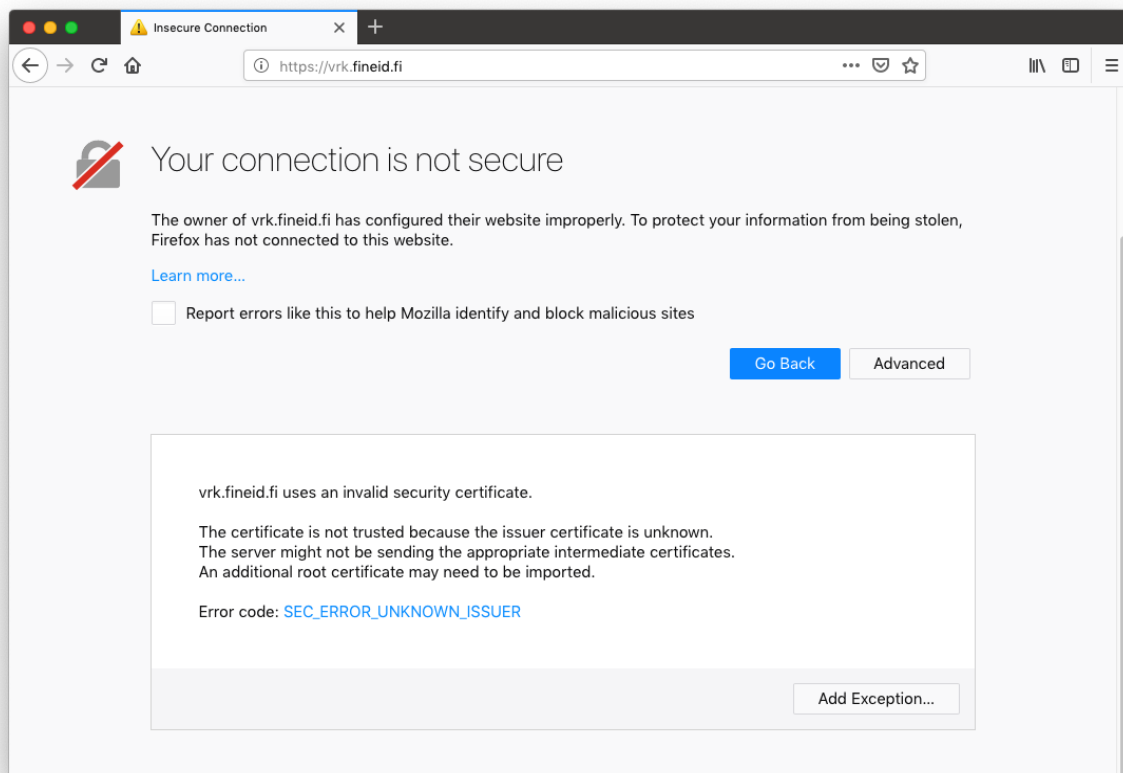 Insecure Connection
https://vrk.fineid.fi
Your connection is not secure
The owner of vrk.fineid.fi has configured their website improperly. To protect your information from being stolen,
Firefox has not connected to this website.
Learn more...
Report errors like this to help Mozilla identify and block malicious sites
Go Back
Advanced
vrk.fineid.fi uses an invalid security certificate.
The certificate is not trusted because the issuer certificate is unknown.
The server might not be sending the appropriate intermediate certificates.
An additional root certificate may need to be imported.
Error code: SEC_ERROR_UNKNOWN_ISSUER
Add Exception...